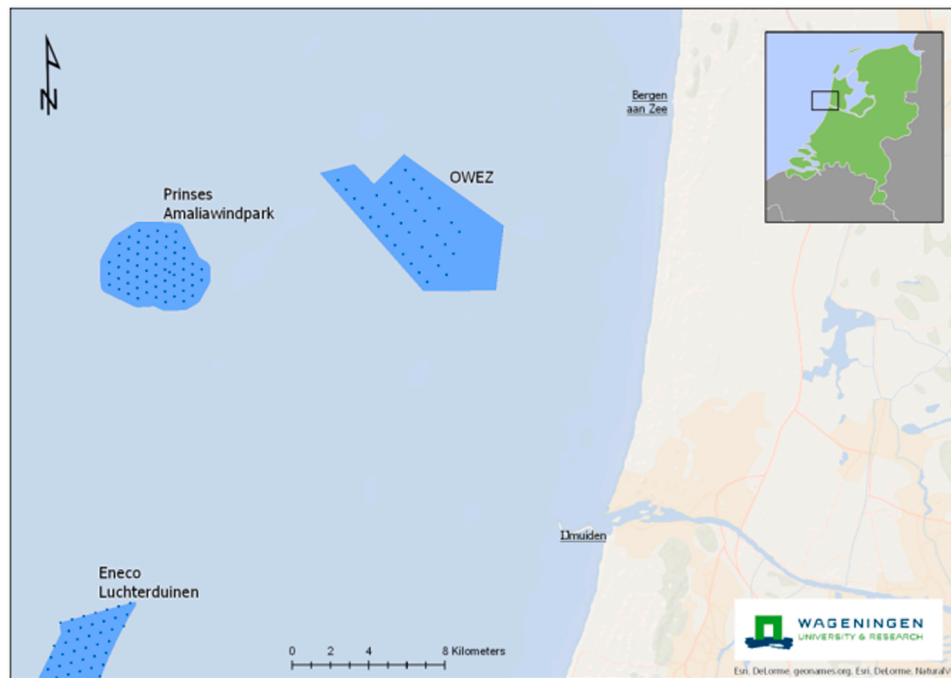 N
Bergen
aan Zee
OWEZ
Prinses
Amaliawindpark
IJmuiden
Eneco
Luchterduinen
0 2 4 8 Kilometers
WAGENINGEN
UNIVERSITY & RESEARCH
Esri, DeLorme, geonames.org, Esri, DeLorme, NaturalV